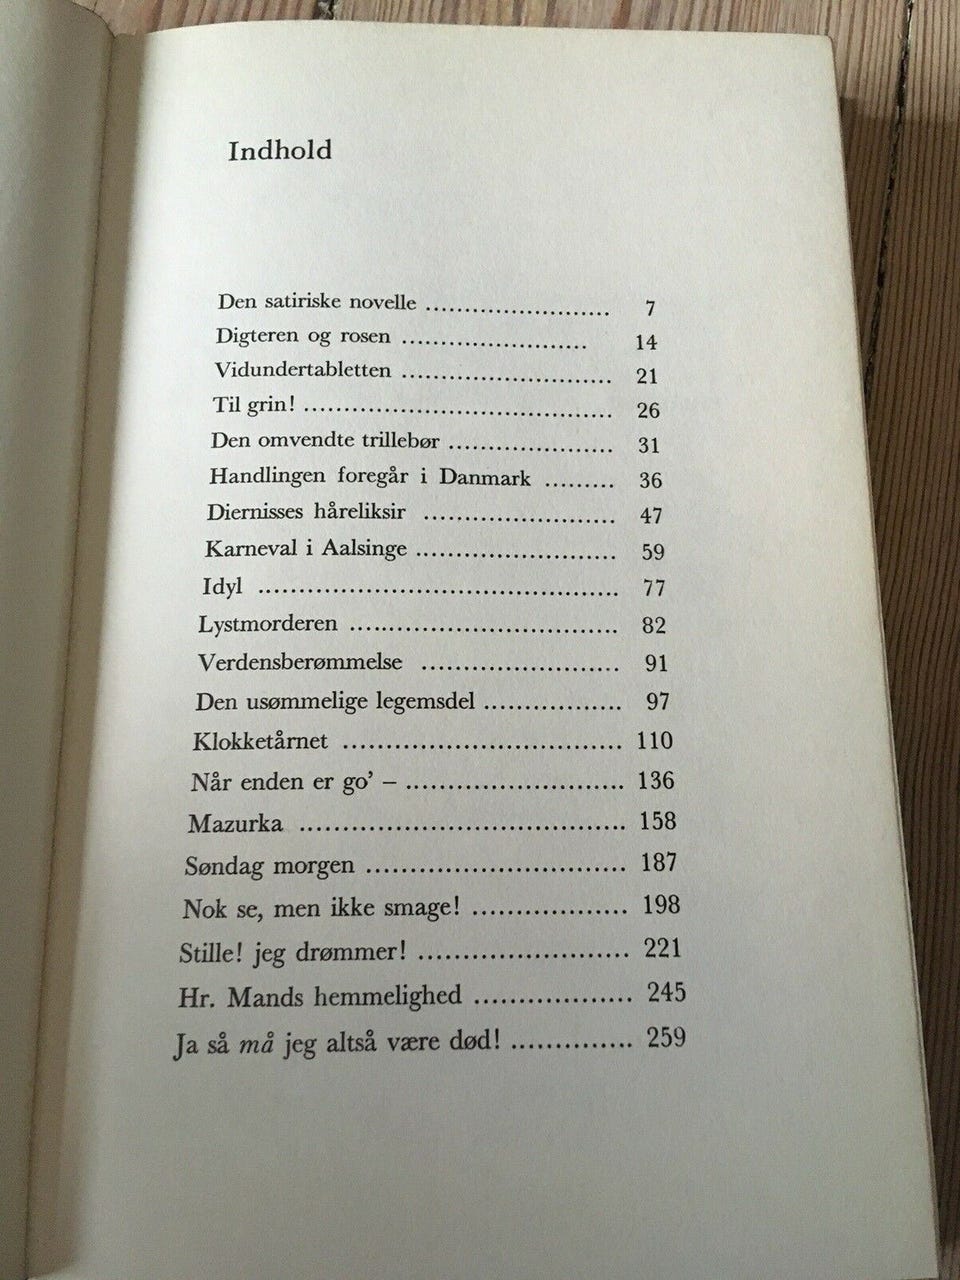 Indhold
Den satiriske novelle ....................... 7
Digteren og rosen ....................... 14
Vidundertabletten .......................... 21
Til grin! ...................................... 26
Den omvendte trillebør .................... 31
Handlingen foregår i Danmark ......... 36
Diernisses håreliksir ........................ 47
Karneval i Aalsinge ......................... 59
Idyl ............................................. 77
Lystmorderen ................................. 82
Verdensberømmelse ........................ 91
Den usømmelige legemsdel ................. 97
Klokketårnet ................................. 110
Når enden er go’ – .......................... 136
Mazurka ...................................... 158
Søndag morgen .............................. 187
Nok se, men ikke smage! ................... 198
Stille! jeg drømmer! ........................ 221
Hr. Mands hemmelighed ................... 245
Ja så må jeg altså være død! .............. 259